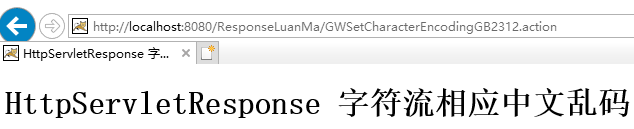 http://localhost:8080/ResponseLuanMa/GWSetCharacterEncodingGB2312.action
HttpServletResponse 字...
HttpServletResponse 字符流相应中文乱码